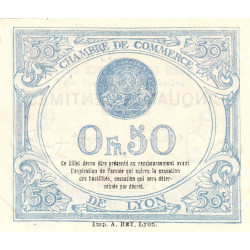 50c 50c
CHAMBRE DE COMMERCE
0 Fr. 50
Ce billet devra être présenté au remboursement avant
l'expiration de l'année qui suivra la cessation
des hostilités, cessation qui sera déter-
minée par décret.
50c 50c
DE LYON
Imp. A. REY, Lyon.